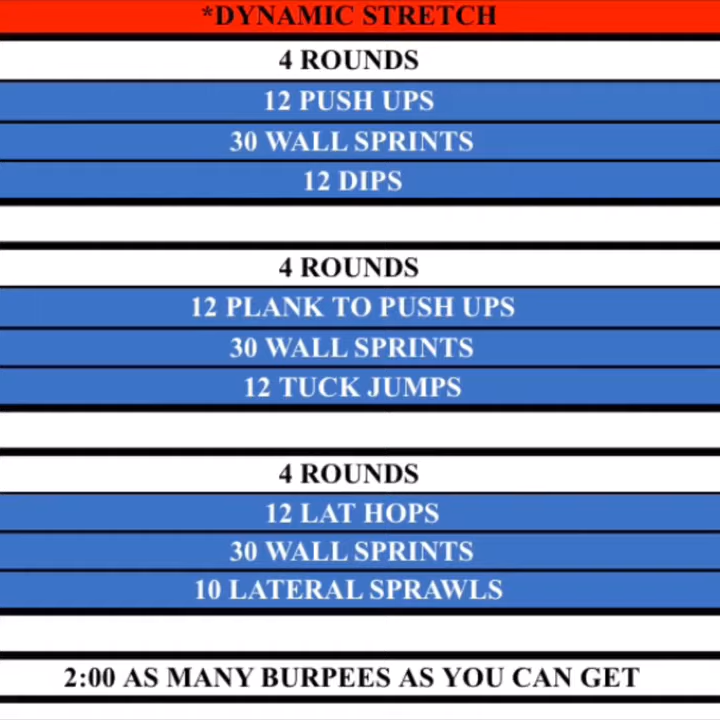 *DYNAMIC STRETCH
4 ROUNDS
12 PUSH UPS
30 WALL SPRINTS
12 DIPS
4 ROUNDS
12 PLANK TO PUSH UPS
30 WALL SPRINTS
12 TUCK JUMPS
4 ROUNDS
12 LAT HOPS
30 WALL SPRINTS
10 LATERAL SPRAWLS
2:00 AS MANY BURPEES AS YOU CAN GET